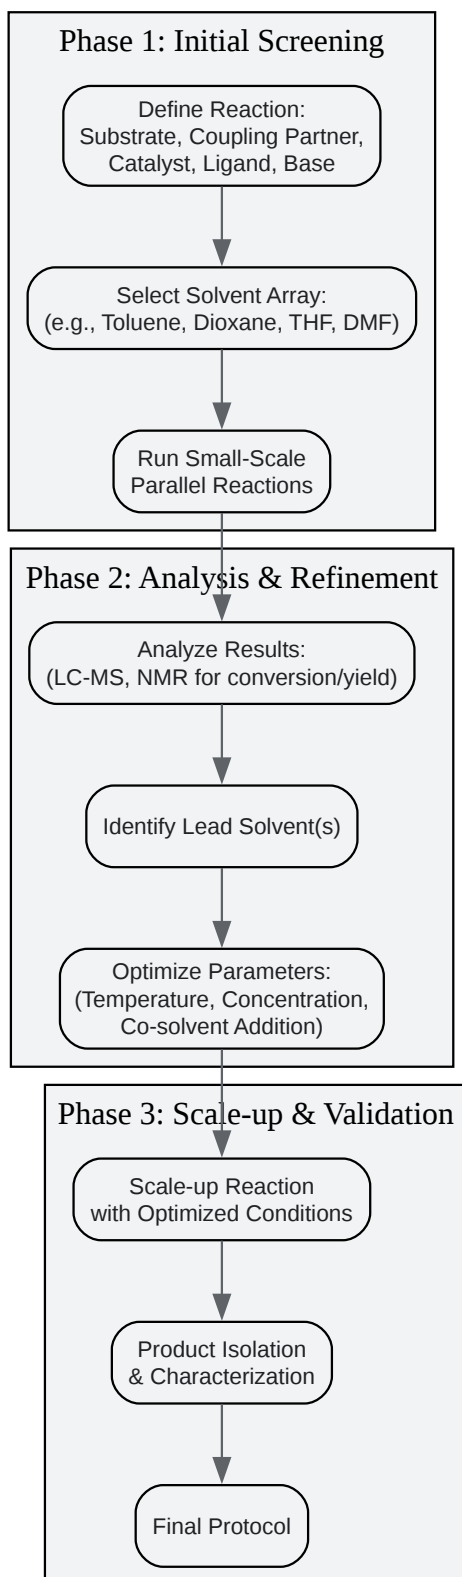 Phase 1: Initial Screening
Define Reaction:
Substrate, Coupling Partner,
Catalyst, Ligand, Base
Select Solvent Array:
(e.g., Toluene, Dioxane, THF, DMF)
Run Small-Scale
Parallel Reactions
Phase 2: Analysis & Refinement
Analyze Results:
(LC-MS, NMR for conversion/yield)
Identify Lead Solvent(s)
Optimize Parameters:
(Temperature, Concentration,
Co-solvent Addition)
Phase 3: Scale-up & Validation
Scale-up Reaction
with Optimized Conditions
Product Isolation
& Characterization
Final Protocol